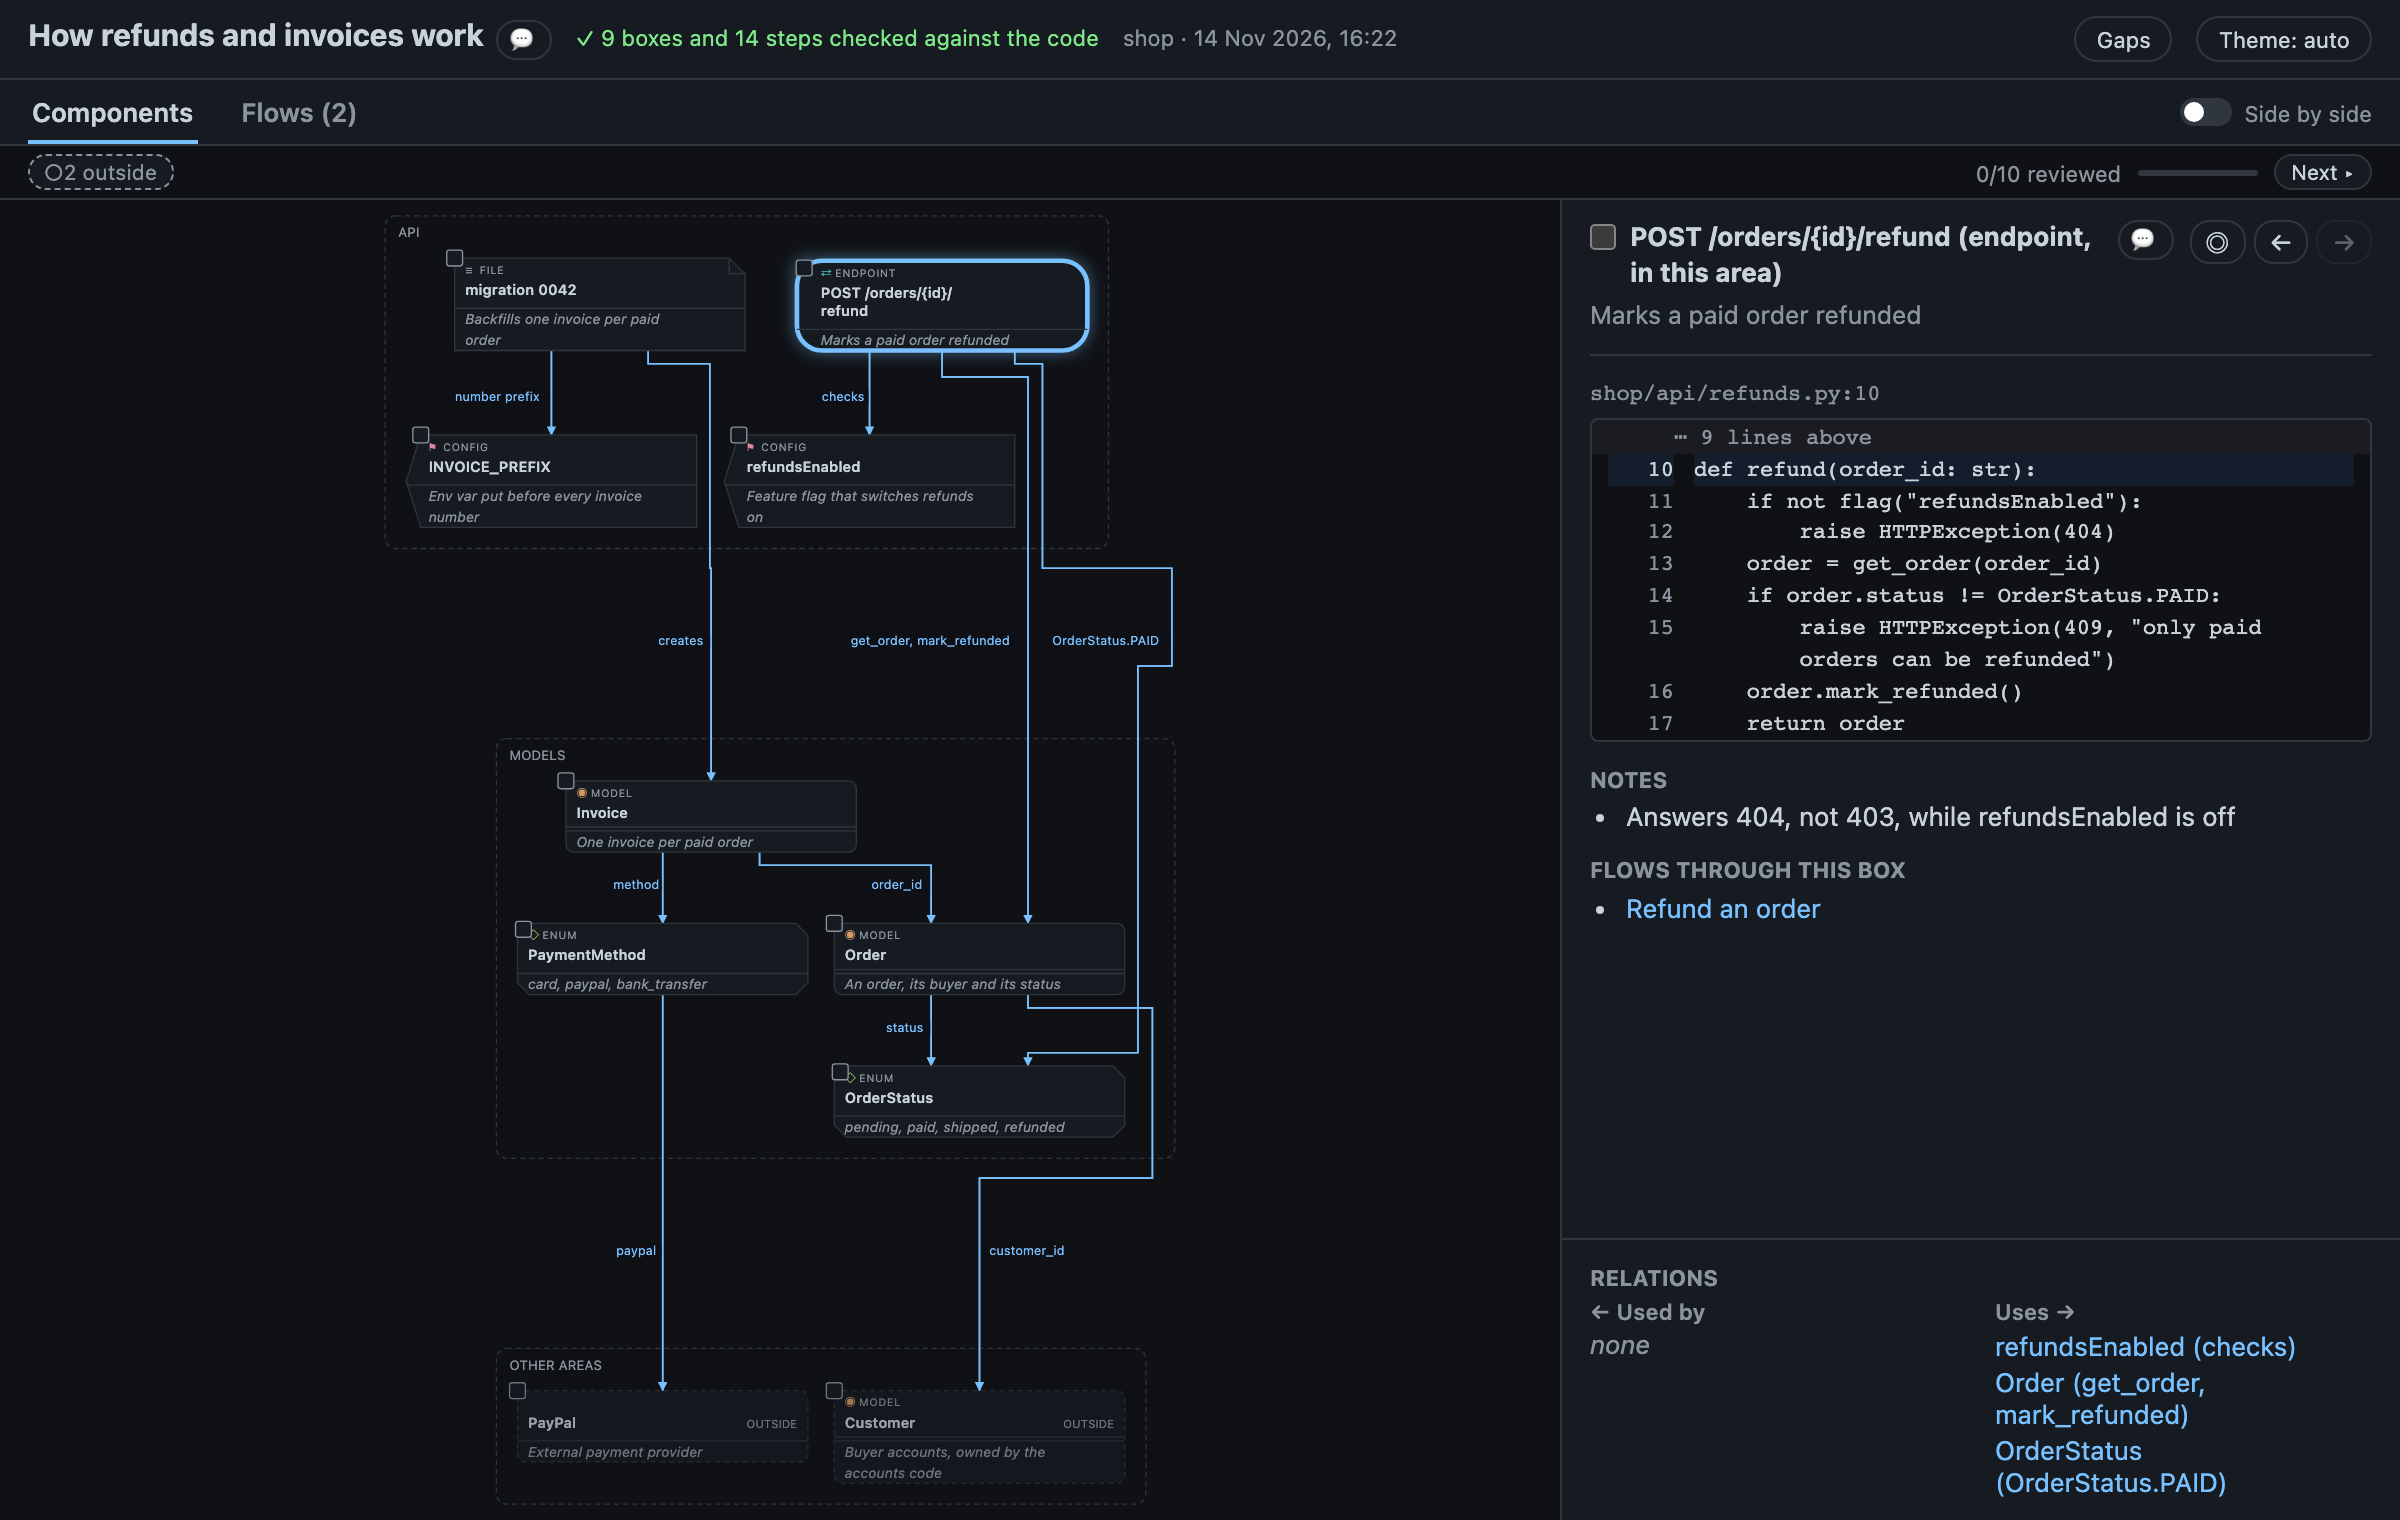 How refunds and invoices work
✓ 9 boxes and 14 steps checked against the code
shop · 14 Nov 2026, 16:22
Gaps
Theme: auto
Components
Flows (2)
Side by side
2 outside
0/10 reviewed
Next ▸
API
≡ FILE
migration 0042
Backfills one invoice per paid
order
⇄ ENDPOINT
POST /orders/{id}/
refund
Marks a paid order refunded
number prefix
checks
CONFIG
INVOICE_PREFIX
Env var put before every invoice
number
CONFIG
refundsEnabled
Feature flag that switches refunds
on
creates
get_order, mark_refunded
OrderStatus.PAID
MODELS
MODEL
Invoice
One invoice per paid order
method
order_id
ENUM
PaymentMethod
card, paypal, bank_transfer
MODEL
Order
An order, its buyer and its status
status
ENUM
OrderStatus
pending, paid, shipped, refunded
paypal
customer_id
OTHER AREAS
PayPal
OUTSIDE
External payment provider
MODEL
Customer
OUTSIDE
Buyer accounts, owned by the
accounts code
POST /orders/{id}/refund (endpoint,
in this area)
Marks a paid order refunded
shop/api/refunds.py:10
⋯ 9 lines above
10 def refund(order_id: str):
11     if not flag("refundsEnabled"):
12         raise HTTPException(404)
13     order = get_order(order_id)
14     if order.status != OrderStatus.PAID:
15         raise HTTPException(409, "only paid
orders can be refunded")
16     order.mark_refunded()
17     return order
NOTES
• Answers 404, not 403, while refundsEnabled is off
FLOWS THROUGH THIS BOX
• Refund an order
RELATIONS
← Used by
none
Uses →
refundsEnabled (checks)
Order (get_order,
mark_refunded)
OrderStatus
(OrderStatus.PAID)